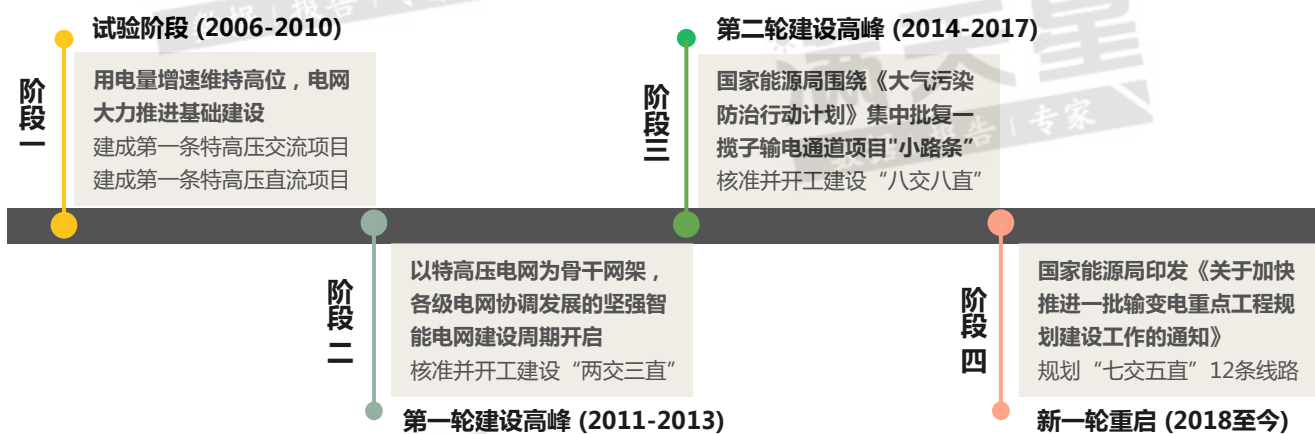 试验阶段 (2006-2010)
阶段一
用电量增速维持高位，电网
大力推进基础建设
建成第一条特高压交流项目
建成第一条特高压直流项目
阶段二
以特高压电网为骨干网架，
各级电网协调发展的坚强智
能电网建设周期开启
核准并开工建设“两交三直”
第一轮建设高峰 (2011-2013)
第二轮建设高峰 (2014-2017)
阶段三
国家能源局围绕《大气污染
防治行动计划》集中批复一
揽子输电通道项目"小路条”
核准并开工建设“八交八直”
阶段四
国家能源局印发《关于加快
推进一批输变电重点工程规
划建设工作的通知》
规划“七交五直”12条线路
新一轮重启 (2018至今)
满天星
数据 | 报告 | 专家